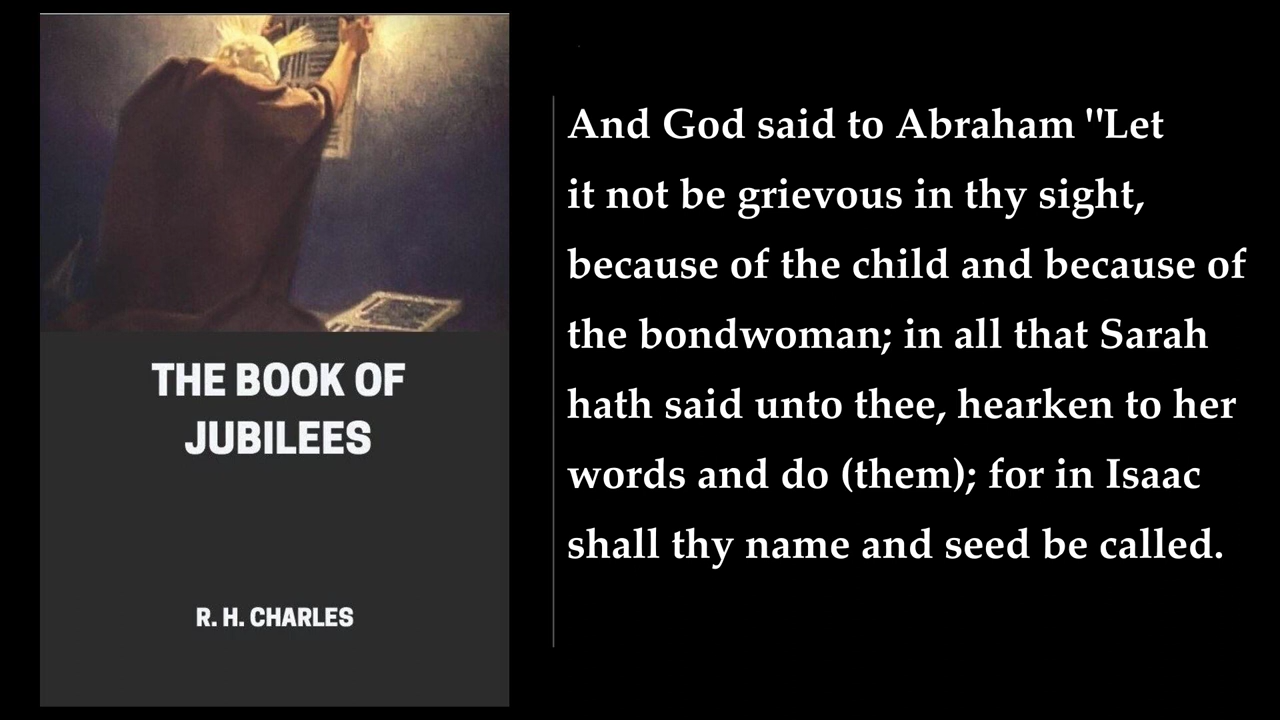 THE BOOK OF
JUBILEES
R. H. CHARLES
And God said to Abraham "Let
it not be grievous in thy sight,
because of the child and because of
the bondwoman; in all that Sarah
hath said unto thee, hearken to her
words and do (them); for in Isaac
shall thy name and seed be called.